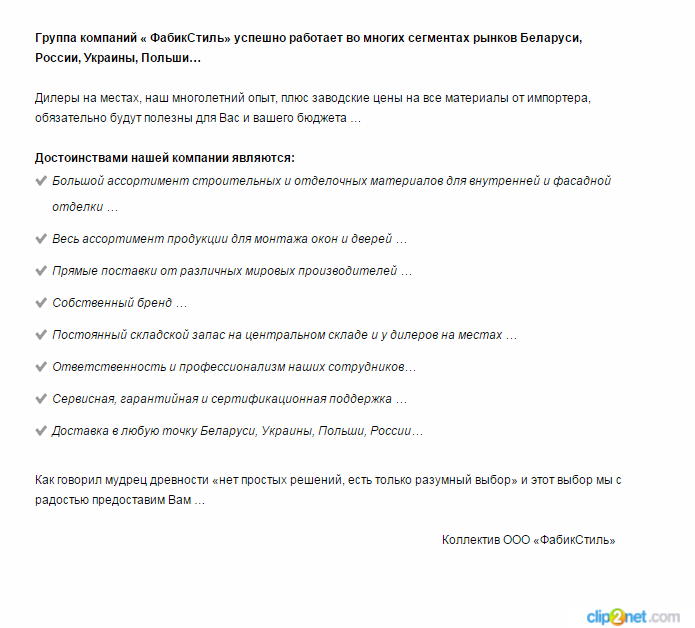 Группа компаний « ФабикСтиль» успешно работает во многих сегментах рынков Беларуси,
России, Украины, Польши…
Дилеры на местах, наш многолетний опыт, плюс заводские цены на все материалы от импортера,
обязательно будут полезны для Вас и вашего бюджета …
Достоинствами нашей компании являются:
Большой ассортимент строительных и отделочных материалов для внутренней и фасадной
отделки …
Весь ассортимент продукции для монтажа окон и дверей …
Прямые поставки от различных мировых производителей …
Собственный бренд …
Постоянный складской запас на центральном складе и у дилеров на местах …
Ответственность и профессионализм наших сотрудников…
Сервисная, гарантийная и сертификационная поддержка …
Доставка в любую точку Беларуси, Украины, Польши, России…
Как говорил мудрец древности «нет простых решений, есть только разумный выбор» и этот выбор мы с
радостью предоставим Вам …
Коллектив ООО «ФабикСтиль»
clip2net.com